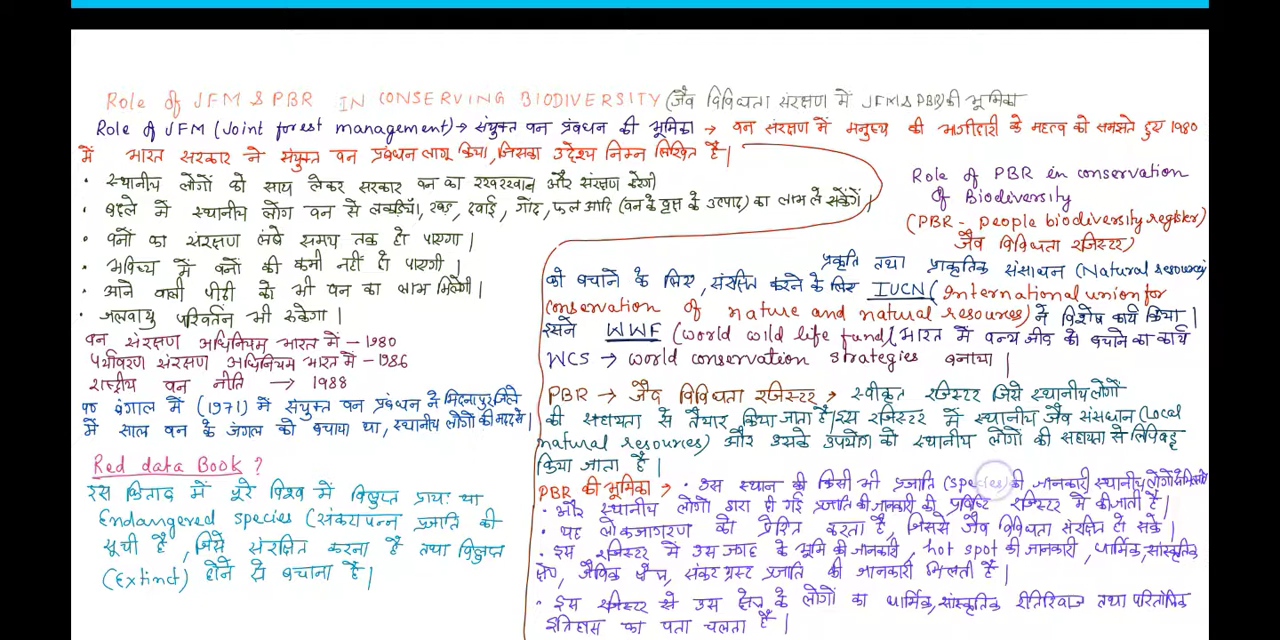 Role of JFM & PBR IN CONSERVING BIODIVERSITY (जैव विविधता संरक्षण में JFM & PBR) की भूमिका
Role of JFM (Joint forest management) → संयुक्त वन प्रबंधन की भूमिका → वन संरक्षण में मनुष्य की भागीदारी के महत्व को समझते हुए 1980
में भारत सरकार ने संयुक्त वन प्रबंधन लागू किया, जिसका उद्देश्य निम्न लिखित है|
• स्थानीय लोगों को साथ लेकर सरकार वन का रखरखाव और संरक्षण करेगी
• बदले में स्थानीय लोग वन से लकड़ियाँ, रबड़, दवाई, गोंद, फल आदि (वन के वृक्ष के उत्पाद) का लाभ ले सकेंगे|
• वनों का संरक्षण लंबे समय तक हो पाएगा|
• भविष्य में वनों की कमी नहीं हो पाएगी|
• आने वाली पीढ़ी को भी वन का लाभ मिलेगा|
• जलवायु परिवर्तन भी रुकेगा|
वन संरक्षण अधिनियम भारत में - 1980
पर्यावरण संरक्षण अधिनियम भारत में - 1986
राष्ट्रीय वन नीति → 1988
प० बंगाल में (1971) में संयुक्त वन प्रबंधन ने मिदनापुर जिले
में साल वन के जंगल को बचाया था, स्थानीय लोगों की मदद से|
Red data Book ?
इस किताब में पूरे विश्व में विलुप्त प्रायः या
Endangered species (संकटापन्न प्रजाति की
सूची है, जिसे संरक्षित करना है तथा विलुप्त
(Extinct) होने से बचाना है|
Role of PBR in conservation
of Biodiversity
(PBR - people biodiversity register)
जैव विविधता रजिस्टर)
प्रकृति तथा प्राकृतिक संसाधन (Natural resource)
को बचाने के लिए, संरक्षित करने के लिए IUCN (International union for
conservation of nature and natural resources) ने विशेष कार्य किया|
इसने WWF (world wild life fund) भारत में वन्य जीव को बचाने का कार्य
WCS → world conservation strategies बनाया|
PBR → जैव विविधता रजिस्टर → स्वीकृत रजिस्टर जिसे स्थानीय लोगों
की सहायता से तैयार किया जाता है| इस रजिस्टर में स्थानीय जैव संसाधन (local
natural resources) और उसके उपयोग को स्थानीय लोगों की सहायता से लिपिबद्ध
किया जाता है|
PBR की भूमिका → • उस स्थान की किसी भी प्रजाति (species) की जानकारी स्थानीय लोगों से
• और स्थानीय लोगों द्वारा दी गई प्रजाति की जानकारी की प्रविष्टि रजिस्टर में की जाती है|
• यह लोकजागरण को प्रेरित करता है, जिससे जैव विविधता संरक्षित हो सके|
• इस रजिस्टर में उस जगह के भूमि की जानकारी, hot spot की जानकारी, धार्मिक, सांस्कृतिक
क्षेत्र, जैविक क्षेत्र, संकटग्रस्ट प्रजाति की जानकारी मिलती है|
• इस रजिस्टर से उस क्षेत्र के लोगों का धार्मिक, सांस्कृतिक रीतिरिवाज तथा
इतिहास का पता चलता है|